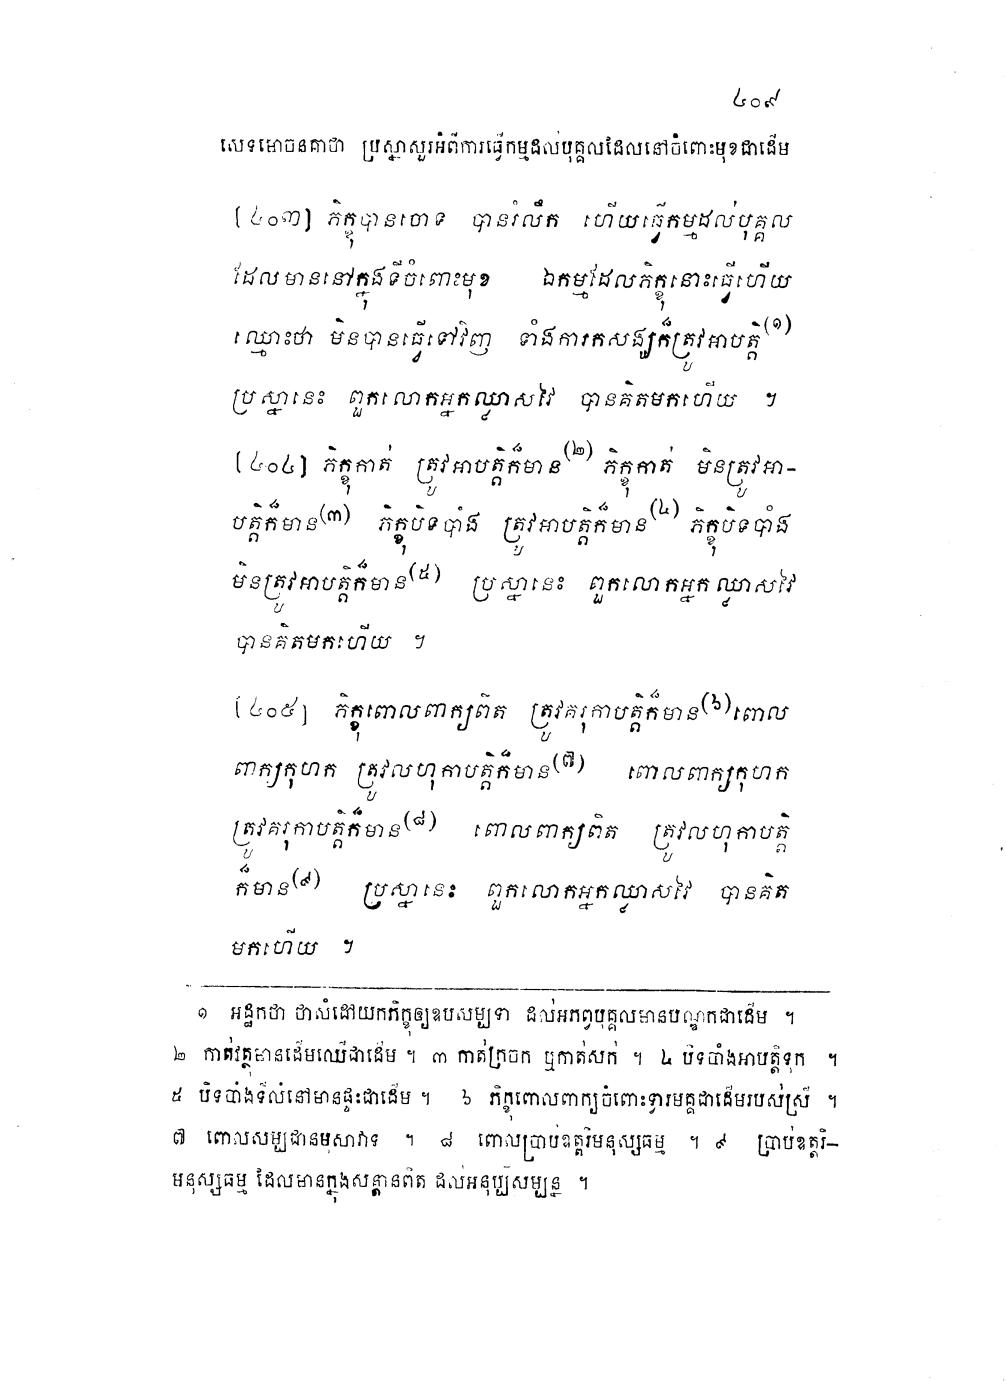 ៤០៩
សេទមោចនគាថា ប្រស្នាសួរអំពីការធ្វើកម្មដល់បុគ្គលដែលនៅចំពោះមុខជាដើម
[៤០៣] ភិក្ខុបានចោទ បានរំលឹក ហើយធ្វើកម្មដល់បុគ្គល
ដែលមាននៅក្នុងទីចំពោះមុខ ឯកម្មដែលភិក្ខុនោះធ្វើហើយ
ឈ្មោះថា មិនបានធ្វើទៅវិញ ទាំងការកសង្ឃក៏ត្រូវអាបត្តិ(១)
ប្រស្នានេះ ពួកលោកអ្នកឈ្លាសវៃ បានគិតមកហើយ ។
[៤០៤] ភិក្ខុកាត់ ត្រូវអាបត្តិក៏មាន(២) ភិក្ខុកាត់ មិនត្រូវអា-
បត្តិក៏មាន(៣) ភិក្ខុបិទបាំង ត្រូវអាបត្តិក៏មាន(៤) ភិក្ខុបិទបាំង
មិនត្រូវអាបត្តិក៏មាន(៥) ប្រស្នានេះ ពួកលោកអ្នកឈ្លាសវៃ
បានគិតមកហើយ ។
[៤០៥] ភិក្ខុពោលពាក្យពិត ត្រូវគរុកាបត្តិក៏មាន(៦) ពោល
ពាក្យកុហក ត្រូវលហុកាបត្តិក៏មាន(៧) ពោលពាក្យកុហក
ត្រូវគរុកាបត្តិក៏មាន(៨) ពោលពាក្យពិត ត្រូវលហុកាបត្តិ
ក៏មាន(៩) ប្រស្នានេះ ពួកលោកអ្នកឈ្លាសវៃ បានគិត
មកហើយ ។
១ អដ្ឋកថា ថាសំដៅយកភិក្ខុឲ្យឧបសម្បទា ដល់អភព្វបុគ្គលមានបណ្ឌកជាដើម ។
២ កាត់វត្ថុមានដើមឈើជាដើម ។ ៣ កាត់ក្រចក ឬកាត់សក់ ។ ៤ បិទបាំងអាបត្តិទុក ។
៥ បិទបាំងទីលំនៅមានផ្ទះជាដើម ។ ៦ ភិក្ខុពោលពាក្យចំពោះទ្វារមគ្គជាដើមរបស់ស្រី ។
៧ ពោលសម្បជានមុសាវាទ ។ ៨ ពោលប្រាប់ឧត្តរិមនុស្សធម្ម ។ ៩ ប្រាប់ឧត្តរិ-
មនុស្សធម្ម ដែលមានក្នុងសន្តានពិត ដល់អនុប្បសម្បន្ន ។